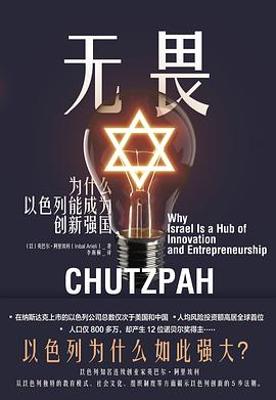 无畏
为什么
以色列能成为
创新强国
[以] 英巴尔·阿里埃利 (Inbal Arieli) 著
译
Why
Israel Is a Hub of
Innovation
and Entrepreneurship
CHUTZPAH
·在纳斯达克上市的以色列公司总数仅次于美国和中国 ·人均风险投资额高居全球首位
·人口仅 800 多万,却产生 12 位诺贝尔奖得主……
以色列为什么如此强大?
以色列知名连续创业家英巴尔·阿里埃利
从以色列独特的教育模式、社会文化、组织制度等方面揭示以色列创新的 5 步法则。